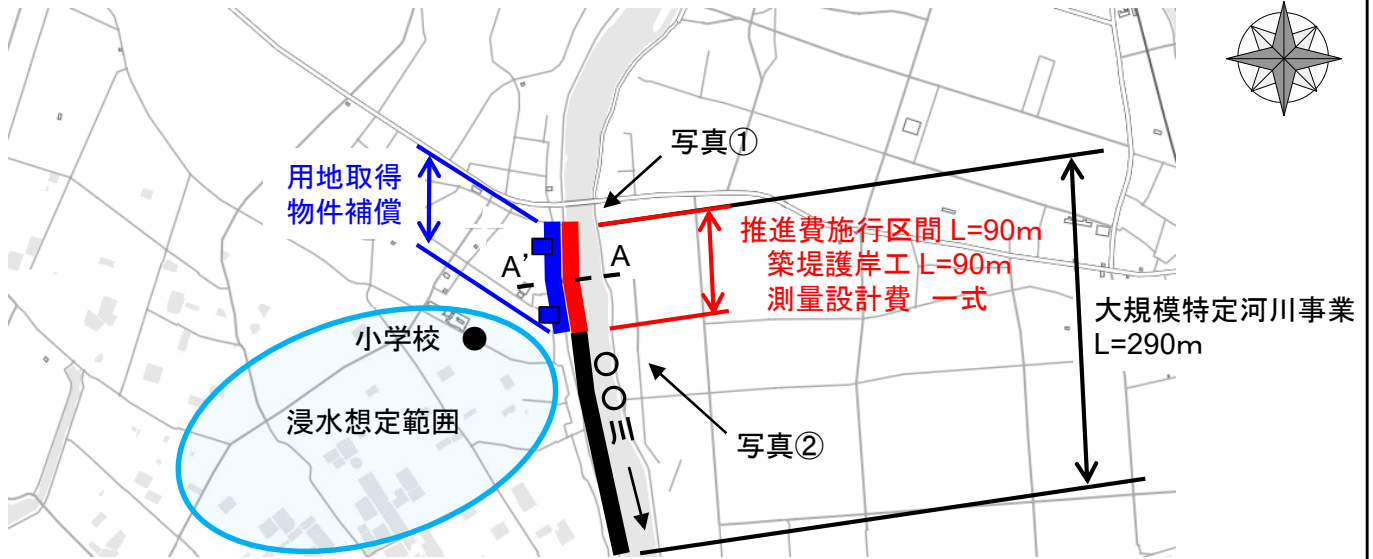 写真①
用地取得
物件補償
推進費施行区間 L=90m
築堤護岸工 L=90m
測量設計費 一式
A’
A
大規模特定河川事業
L=290m
小学校
浸水想定範囲
○○川
写真②